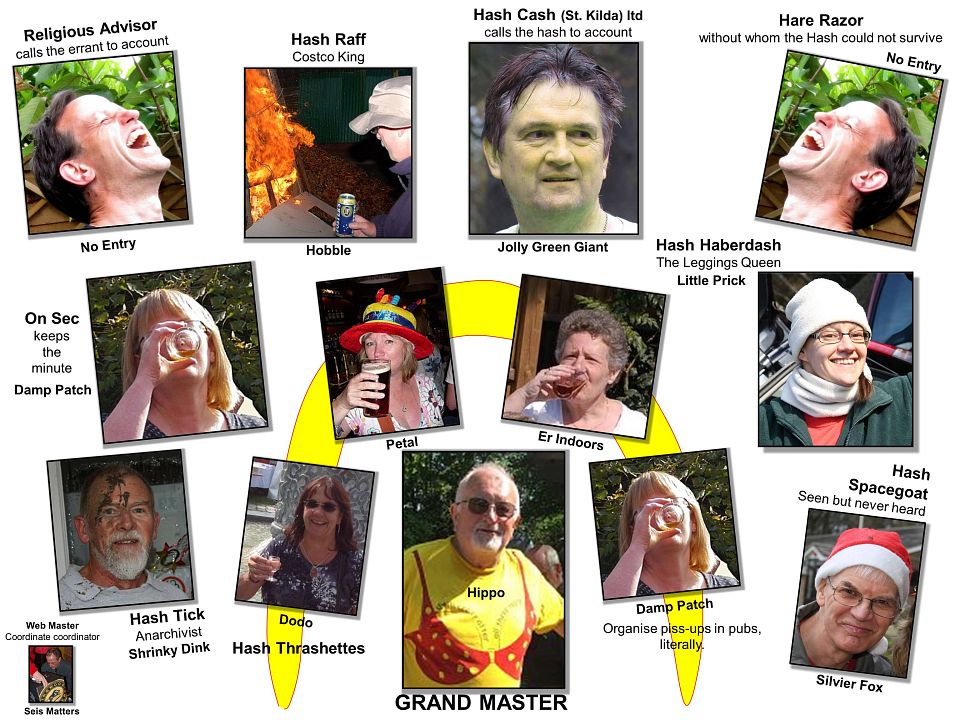 Religious Advisor
calls the errant to account
No Entry
Hash Raff
Costco King
Hobble
Hash Cash (St. Kilda) ltd
calls the hash to account
Jolly Green Giant
Hare Razor
without whom the Hash could not survive
No Entry
On Sec
keeps
the
minute
Damp Patch
Petal
Er Indoors
Hash Haberdash
The Leggings Queen
Little Prick
Hash Tick
Anarchivist
Shrinky Dink
Dodo
Hash Thrashettes
Hippo
GRAND MASTER
Damp Patch
Organise piss-ups in pubs,
literally.
Hash
Spacegoat
Seen but never heard
Silvier Fox
Web Master
Coordinate coordinator
Seis Matters